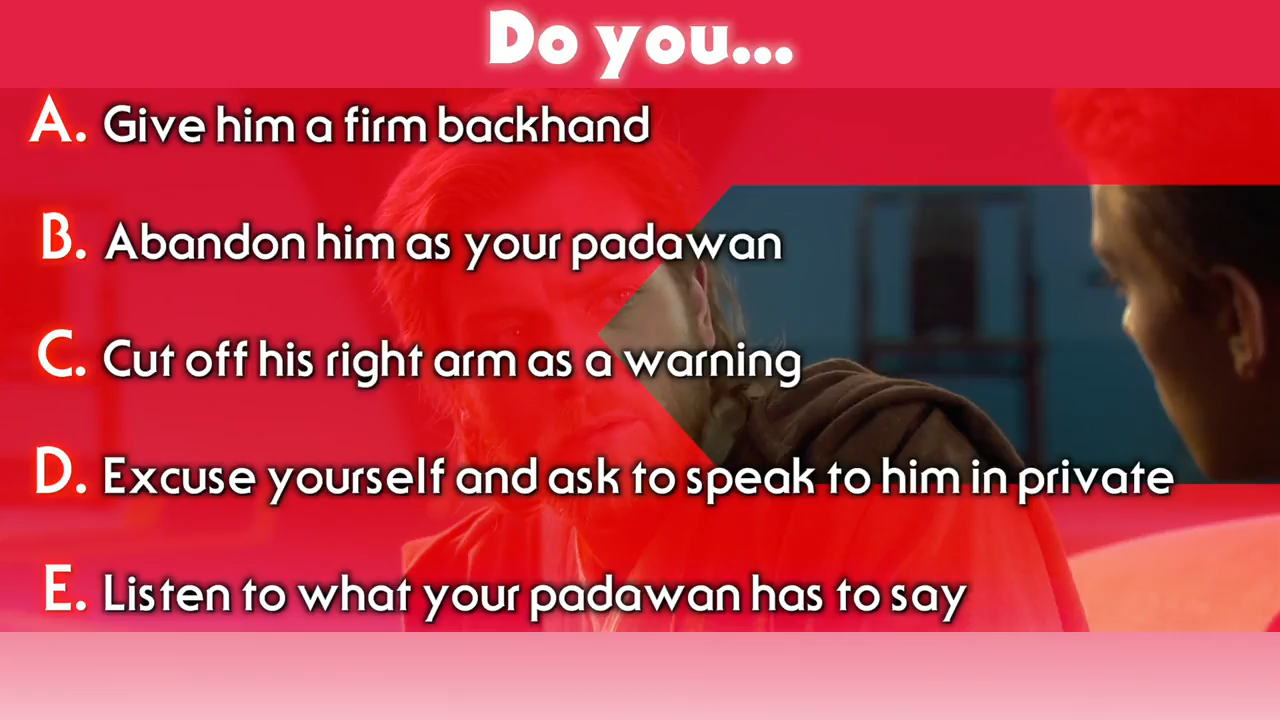 Do you...
A. Give him a firm backhand
B. Abandon him as your padawan
C. Cut off his right arm as a warning
D. Excuse yourself and ask to speak to him in private
E. Listen to what your padawan has to say